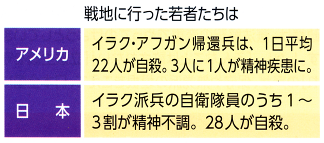 戦地に行った若者たちは
アメリカ
イラク・アフガン帰還兵は、1日平均
22人が自殺。3人に1人が精神疾患に。
日本
イラク派兵の自衛隊員のうち1～
3割が精神不調。28人が自殺。